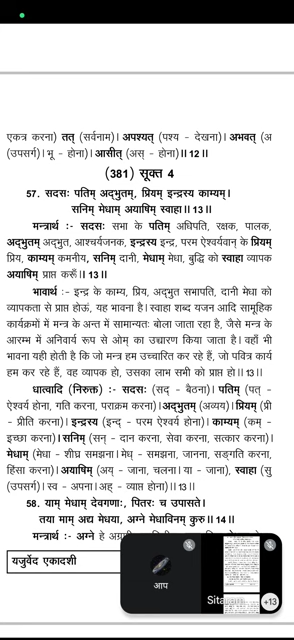 एकत्र करना) तत् (सर्वनाम)। अपश्यत् (पश्य - देखना)। अभवत् (अ
(उपसर्ग)। भू - होना)। आसीत् (अस् - होना)॥ 12॥
(381) सूक्त 4
57. सदसः पतिम् अद्भुतम्, प्रियम् इन्द्रस्य काम्यम्।
सनिम् मेधाम् अयाषिम् स्वाहा॥ 13॥
मन्त्रार्थ :- सदसः सभा के पतिम् अधिपति, रक्षक, पालक,
अद्भुतम् अद्भुत, आश्चर्यजनक, इन्द्रस्य इन्द्र, परम ऐश्वर्यवान् के प्रियम्
प्रिय, काम्यम् कमनीय, सनिम् दानी, मेधाम् मेधा, बुद्धि को स्वाहा व्यापक
अयाषिम् प्राप्त करूँ॥ 13॥
भावार्थ :- इन्द्र के काम्य, प्रिय, अद्भुत सभापति, दानी मेधा को
व्यापकता से प्राप्त होऊं, यह भावना है। स्वाहा शब्द यजन आदि सामूहिक
कार्यक्रमों में मन्त्र के अन्त में सामान्यतः बोला जाता रहा है, जैसे मन्त्र के
आरम्भ में अनिवार्य रूप से ओम् का उच्चारण किया जाता है। वहाँ भी
भावना यही होती है कि जो मन्त्र हम उच्चारित कर रहे हैं, जो पवित्र कार्य
हम कर रहे हैं, वह व्यापक हो, उसका लाभ सभी को प्राप्त हो॥ 13॥
धात्वादि (निरुक्त) :- सदसः (सद् - बैठना)। पतिम् (पत् -
ऐश्वर्य होना, गति करना, पराक्रम करना)। अद्भुतम् (अव्यय)। प्रियम् (प्री
- प्रीति करना)। इन्द्रस्य (इन्द् - परम ऐश्वर्य होना)। काम्यम् (कम् -
इच्छा करना)। सनिम् (सन् - दान करना, सेवा करना, सत्कार करना)।
मेधाम् (मेधा - शीघ्र समझना। मेध् - समझना, जानना, सङ्गति करना,
हिंसा करना)। अयाषिम् (अय् - जाना, चलना। या - जाना), स्वाहा (सु
(उपसर्ग)। स्व - अपना। अह् - व्याप्त होना)॥ 13॥
58. याम् मेधाम् देवगणाः, पितरः च उपासते।
तया माम् अद्य मेधया, अग्ने मेधाविनम् कुरु॥ 14॥
मन्त्रार्थ :- अग्ने हे
यजुर्वेद एकादशी
आप
+13